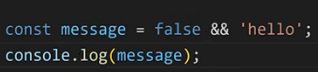 const message = false && 'hello';
console.log(message);